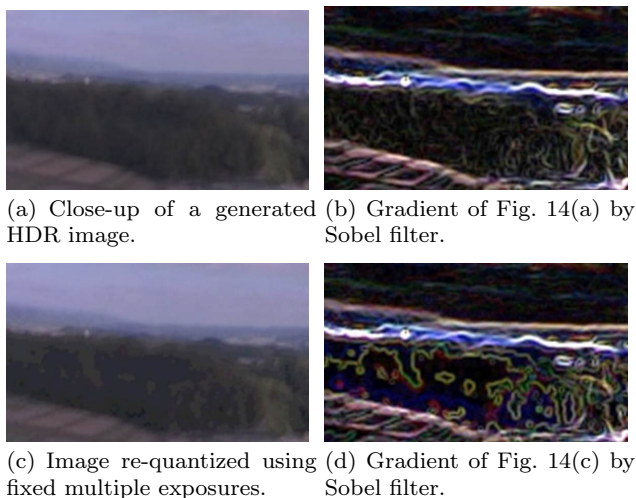 (a) Close-up of a generated HDR image.
(b) Gradient of Fig. 14(a) by Sobel filter.
(c) Image re-quantized using fixed multiple exposures.
(d) Gradient of Fig. 14(c) by Sobel filter.